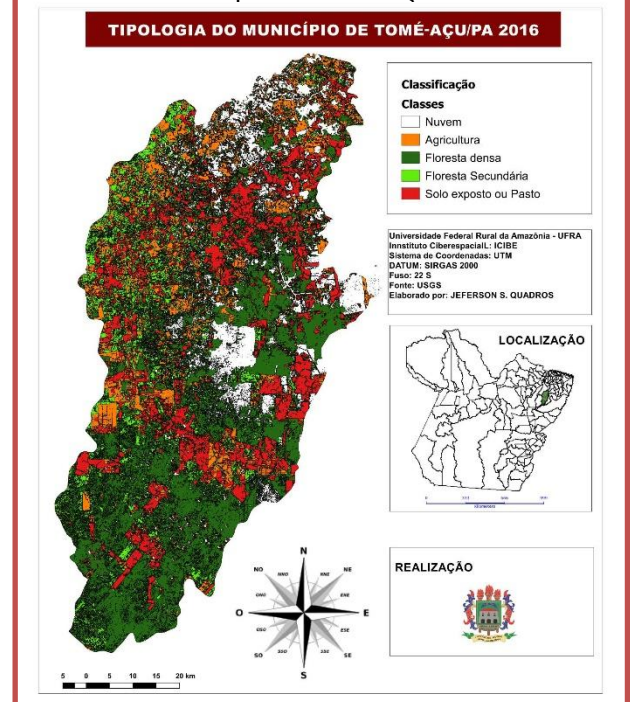 TIPOLOGIA DO MUNICÍPIO DE TOMÉ-AÇU/PA 2016
Classificação
Classes
Nuvem
Agricultura
Floresta densa
Floresta Secundária
Solo exposto ou Pasto
Universidade Federal Rural da Amazônia - UFRA
Innstituto CiberespacialL: ICIBE
Sistema de Coordenadas: UTM
DATUM: SIRGAS 2000
Fuso: 22 S
Fonte: USGS
Elaborado por: JEFERSON S. QUADROS
LOCALIZAÇÃO
REALIZAÇÃO
N
NO
NNO
NNE
NE
ONO
ENE
O
E
OSO
ESE
SO
SSO
SSE
SE
S
5 0 5 10 15 20 km